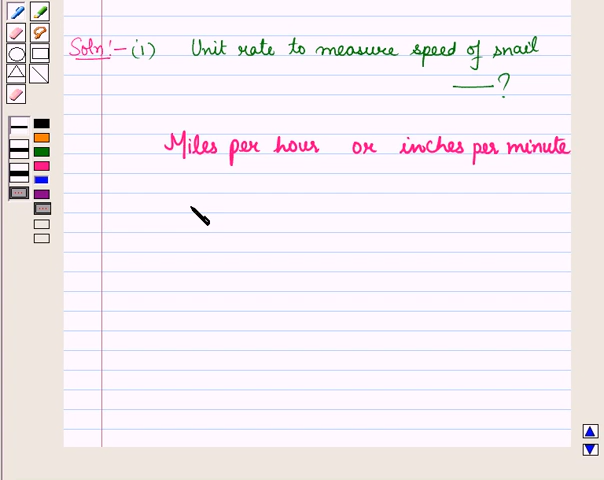 Soln:- (i) Unit rate to measure speed of snail
___ ?
Miles per hour or inches per minute